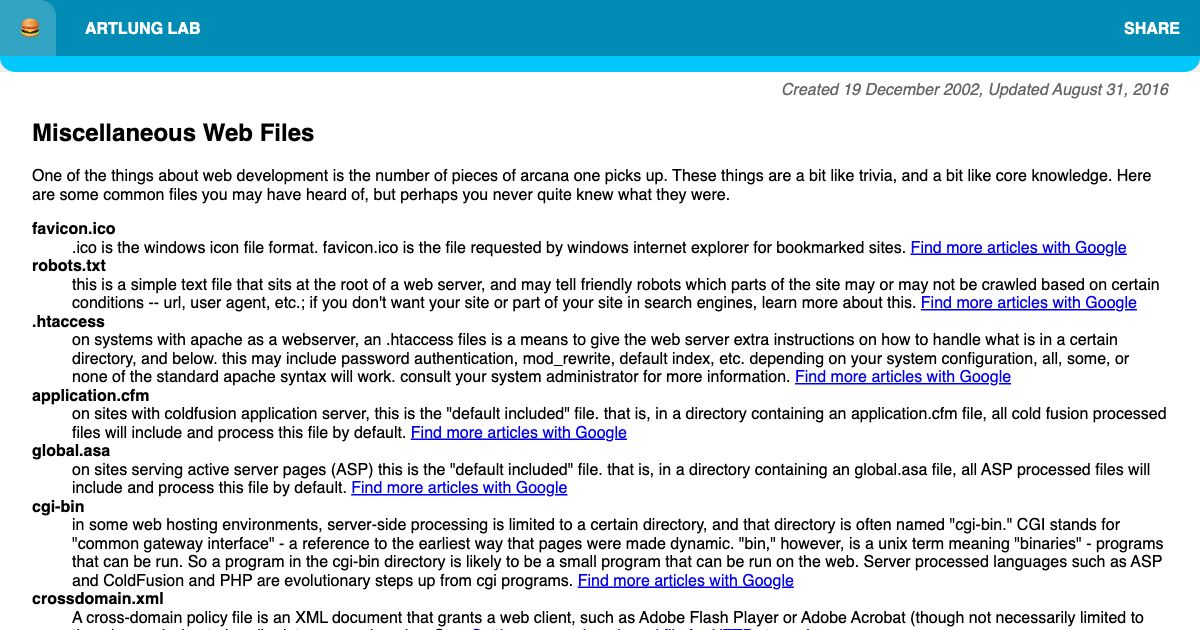 ARTLUNG LAB
SHARE
Created 19 December 2002, Updated August 31, 2016
Miscellaneous Web Files
One of the things about web development is the number of pieces of arcana one picks up. These things are a bit like trivia, and a bit like core knowledge. Here
are some common files you may have heard of, but perhaps you never quite knew what they were.
favicon.ico
.ico is the windows icon file format. favicon.ico is the file requested by windows internet explorer for bookmarked sites. Find more articles with Google
robots.txt
this is a simple text file that sits at the root of a web server, and may tell friendly robots which parts of the site may or may not be crawled based on certain
conditions -- url, user agent, etc.; if you don't want your site or part of your site in search engines, learn more about this. Find more articles with Google
.htaccess
on systems with apache as a webserver, an .htaccess files is a means to give the web server extra instructions on how to handle what is in a certain
directory, and below. this may include password authentication, mod_rewrite, default index, etc. depending on your system configuration, all, some, or
none of the standard apache syntax will work. consult your system administrator for more information. Find more articles with Google
application.cfm
on sites with coldfusion application server, this is the "default included" file. that is, in a directory containing an application.cfm file, all cold fusion processed
files will include and process this file by default. Find more articles with Google
global.asa
on sites serving active server pages (ASP) this is the "default included" file. that is, in a directory containing an global.asa file, all ASP processed files will
include and process this file by default. Find more articles with Google
cgi-bin
in some web hosting environments, server-side processing is limited to a certain directory, and that directory is often named "cgi-bin." CGI stands for
"common gateway interface" - a reference to the earliest way that pages were made dynamic. "bin," however, is a unix term meaning "binaries" - programs
that can be run. So a program in the cgi-bin directory is likely to be a small program that can be run on the web. Server processed languages such as ASP
and ColdFusion and PHP are evolutionary steps up from cgi programs. Find more articles with Google
crossdomain.xml
A cross-domain policy file is an XML document that grants a web client, such as Adobe Flash Player or Adobe Acrobat (though not necessarily limited to